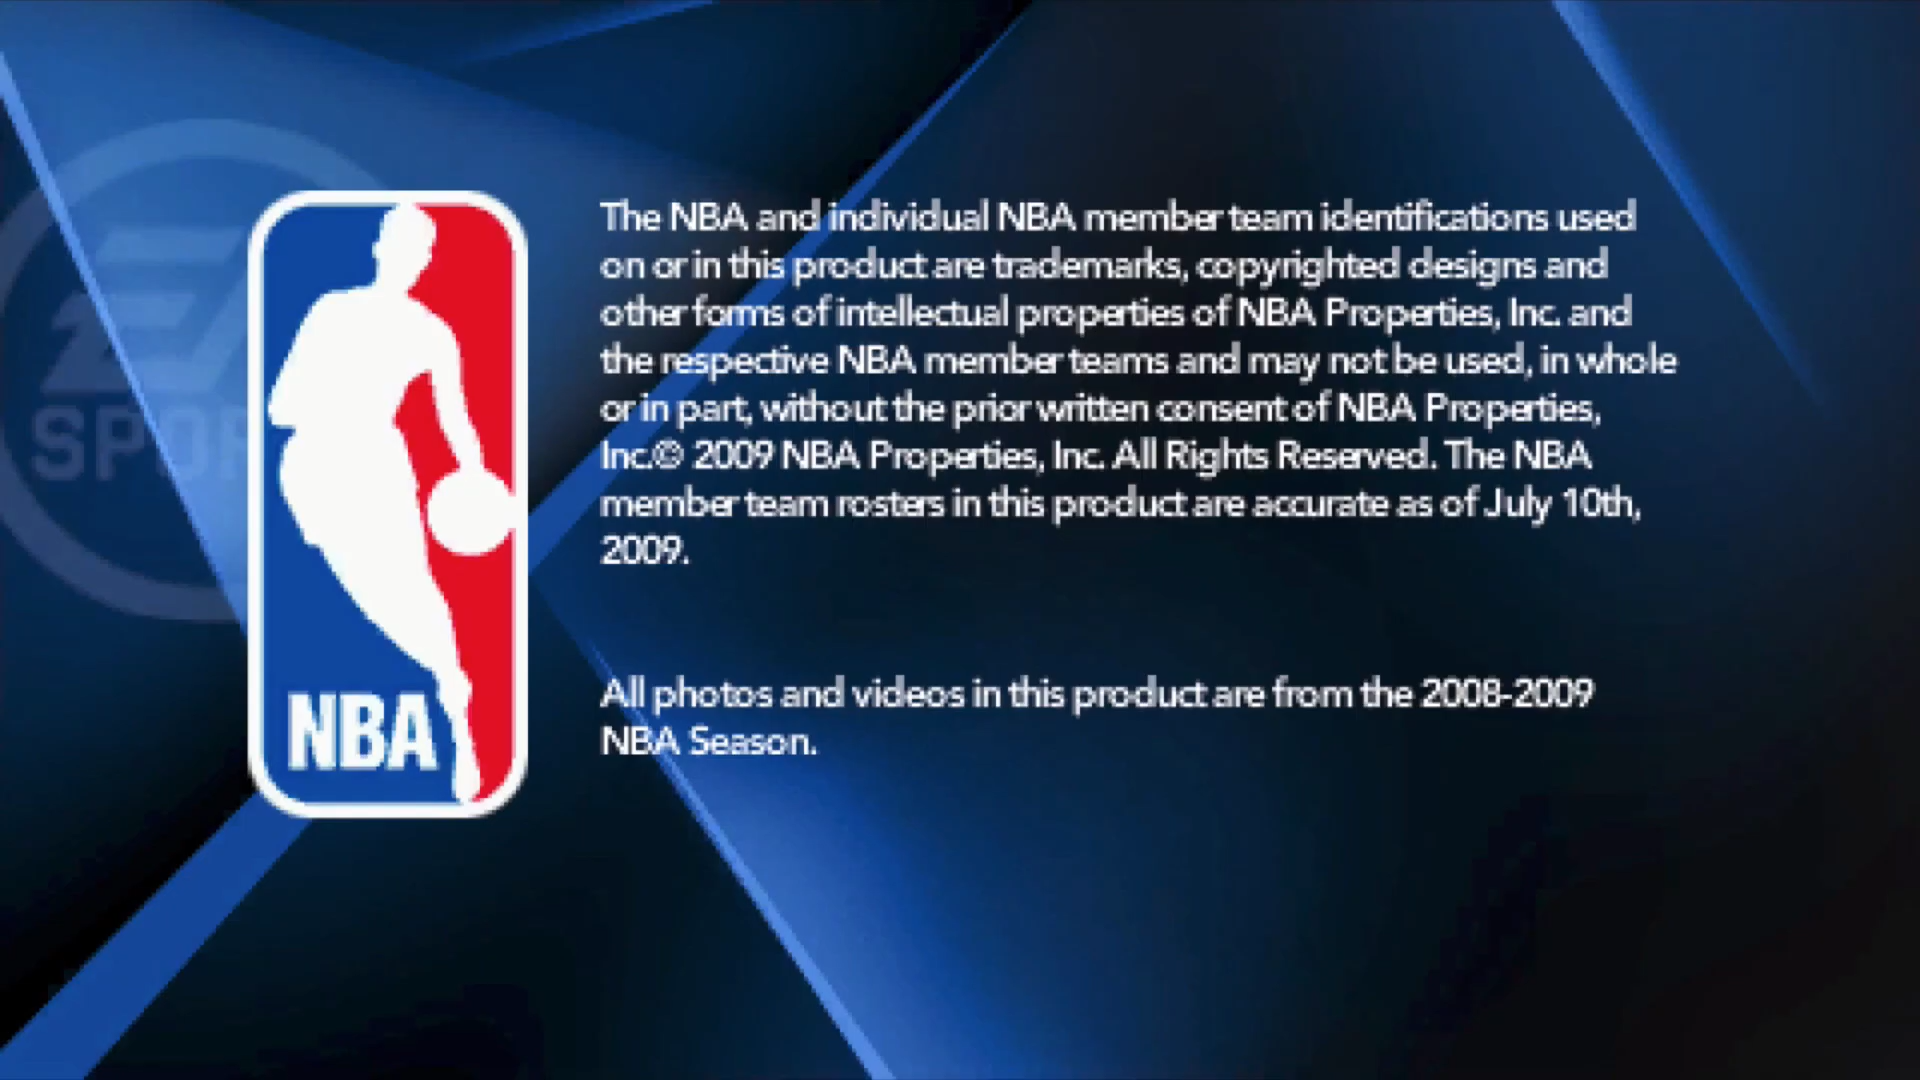 The NBA and individual NBA member team identifications used
on or in this product are trademarks, copyrighted designs and
other forms of intellectual properties of NBA Properties, Inc. and
the respective NBA member teams and may not be used, in whole
or in part, without the prior written consent of NBA Properties,
Inc.© 2009 NBA Properties, Inc. All Rights Reserved. The NBA
member team rosters in this product are accurate as of July 10th,
2009.
All photos and videos in this product are from the 2008-2009
NBA Season.
NBA
EA
SPOR